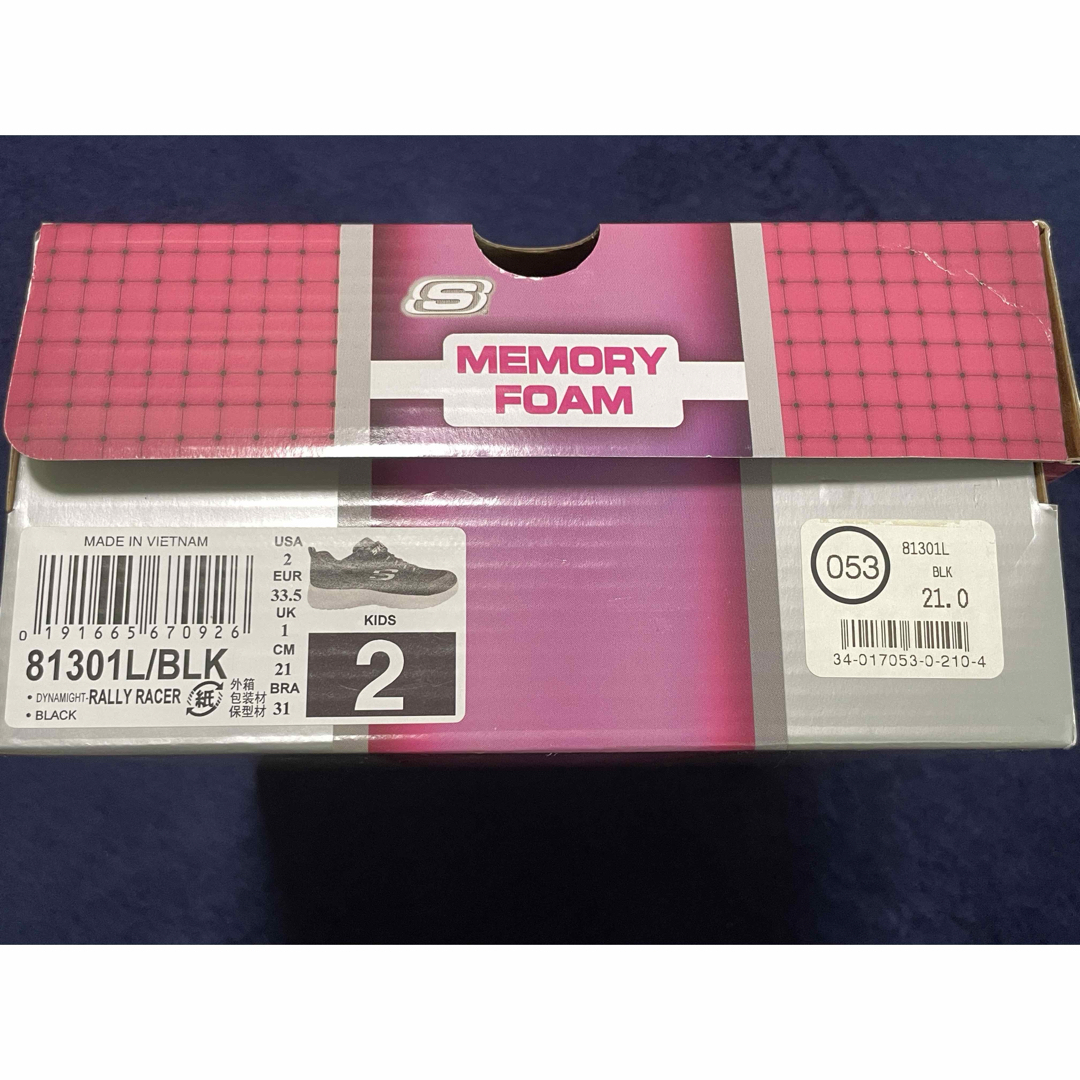 S
MEMORY
FOAM
MADE IN VIETNAM
0 191665 670926
81301L/BLK
• DYNAMIGHT-RALLY RACER
• BLACK
紙
外箱
包装材
保型材
USA
2
EUR
33.5
UK
1
CM
21
BRA
31
S
KIDS
2
053
81301L
BLK
21.0
34-017053-0-210-4